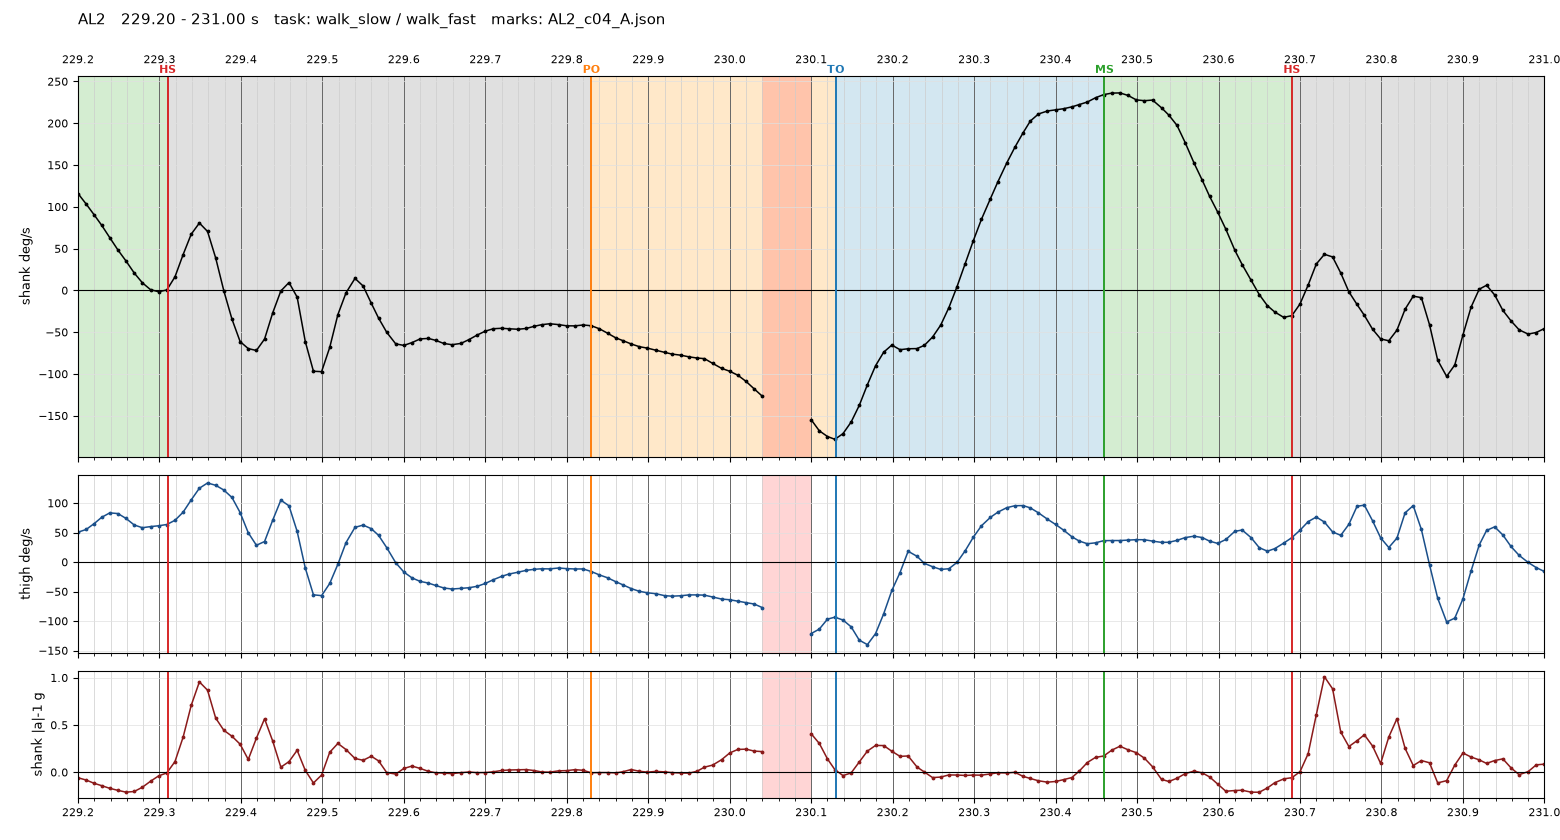 AL2   229.20 - 231.00 s   task: walk_slow / walk_fast   marks: AL2_c04_A.json
229.2 229.3 229.4 229.5 229.6 229.7 229.8 229.9 230.0 230.1 230.2 230.3 230.4 230.5 230.6 230.7 230.8 230.9 231.0
HS PO TO MS HS
250
200
150
100
50
0
−50
−100
−150
shank deg/s
100
50
0
−50
−100
−150
thigh deg/s
1.0
0.5
0.0
shank |a|-1 g
229.2 229.3 229.4 229.5 229.6 229.7 229.8 229.9 230.0 230.1 230.2 230.3 230.4 230.5 230.6 230.7 230.8 230.9 231.0